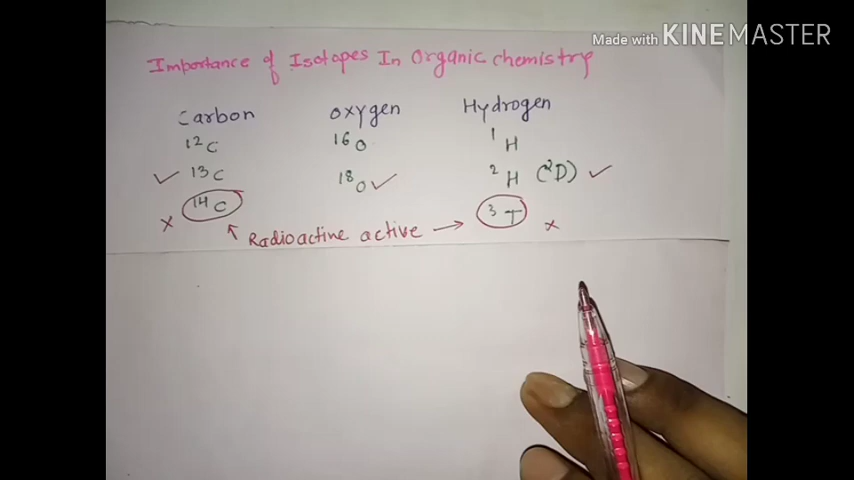 Made with KINEMASTER
Importance of Isotopes In Organic chemistry
Carbon Oxygen Hydrogen
¹²C ¹⁶O ¹H
✓ ¹³C ¹⁸O ✓ ²H (²D) ✓
x ¹⁴C ³T x
↑ Radioactine active →